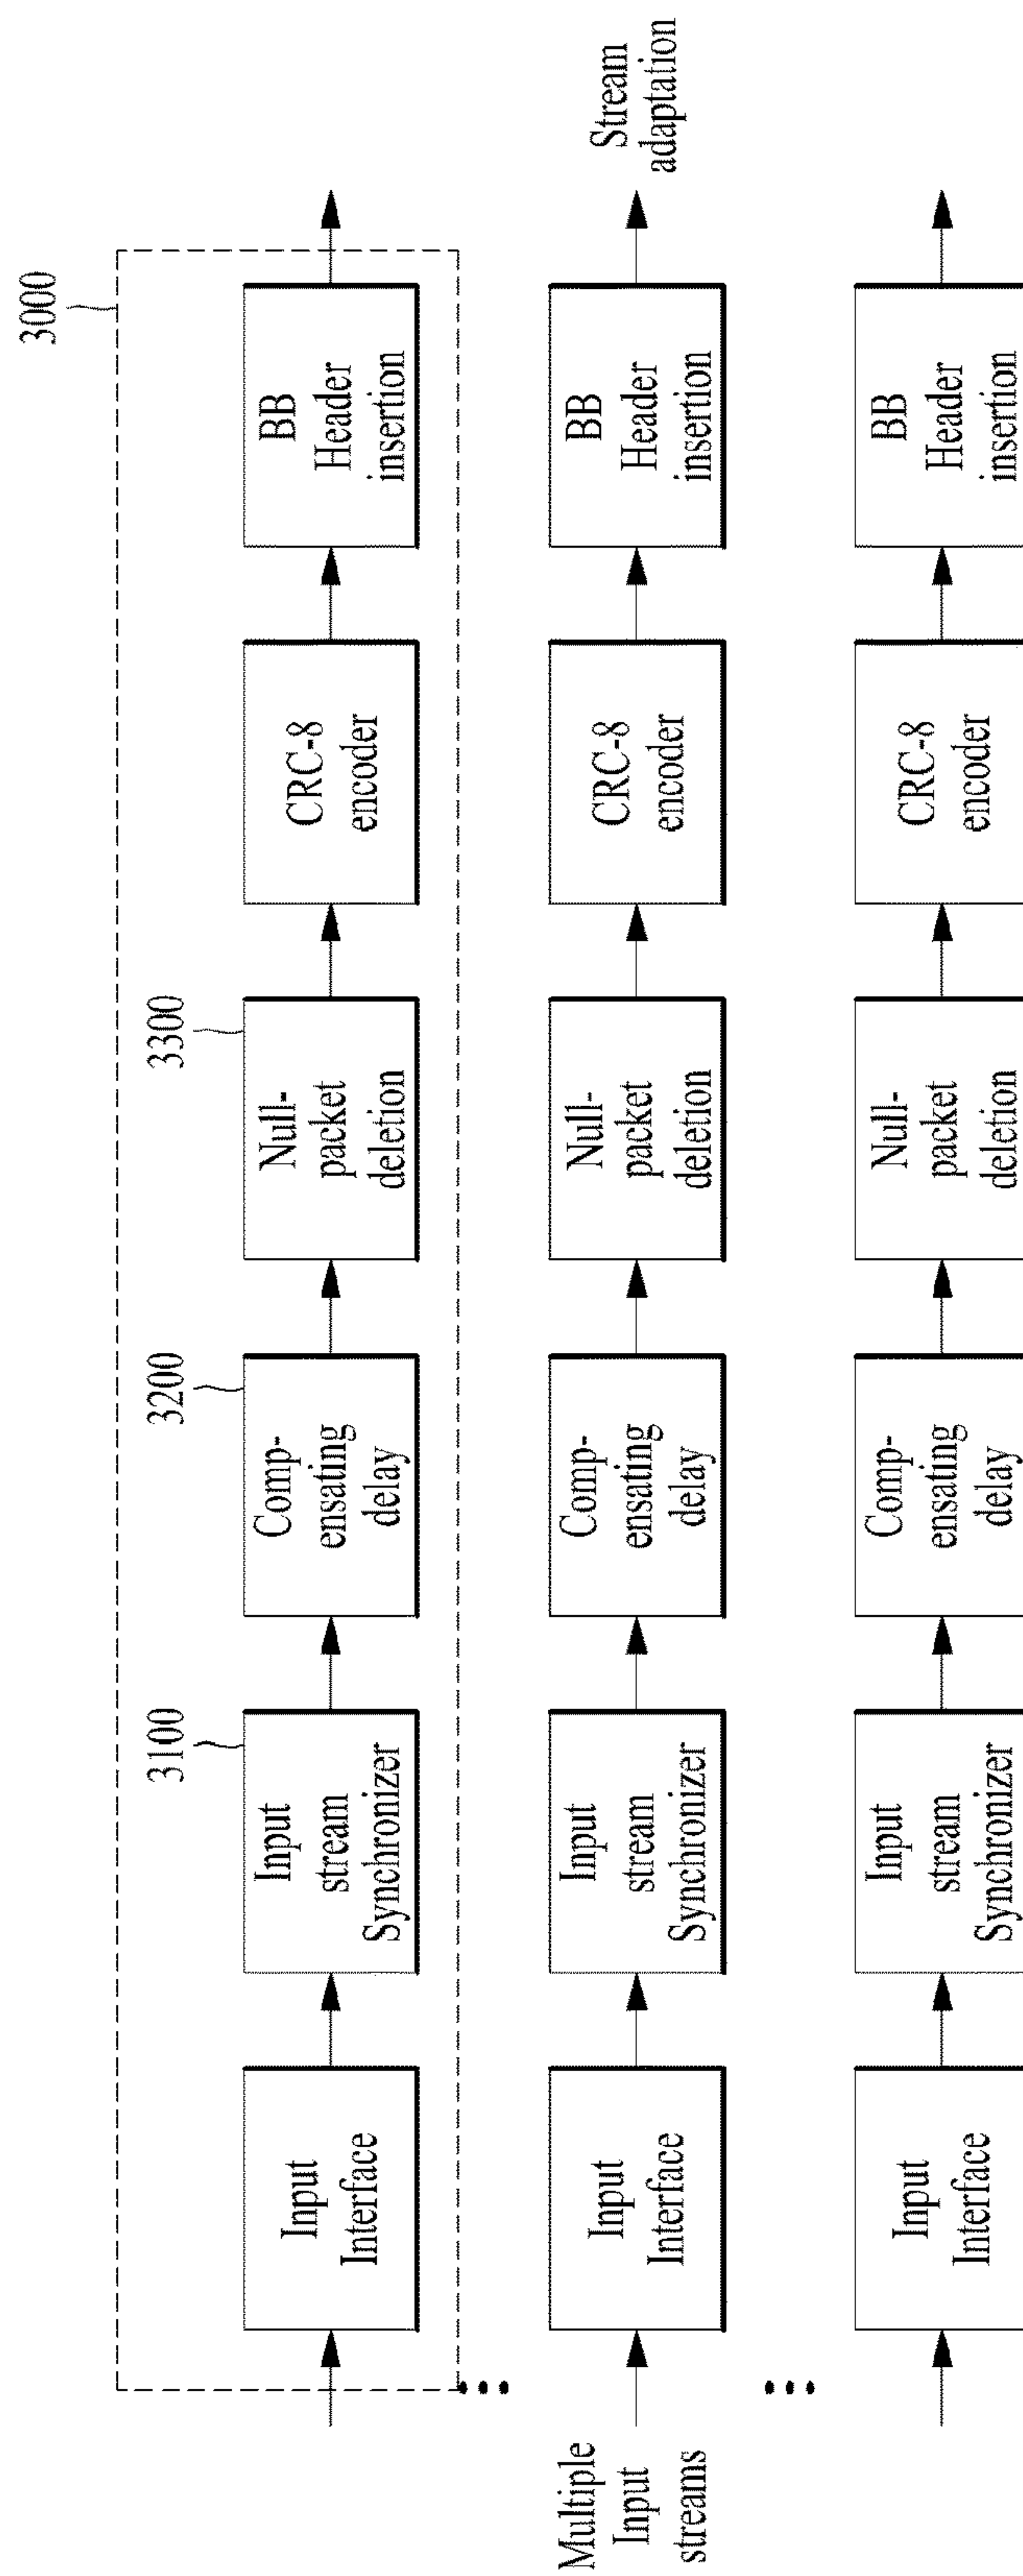 3000
3100
3200
3300
Input
Interface
Input
stream
Synchronizer
Comp-
ensating
delay
Null-
packet
deletion
CRC-8
encoder
BB
Header
insertion
Multiple
Input
streams
Input
Interface
Input
stream
Synchronizer
Comp-
ensating
delay
Null-
packet
deletion
CRC-8
encoder
BB
Header
insertion
Stream
adaptation
Input
Interface
Input
stream
Synchronizer
Comp-
ensating
delay
Null-
packet
deletion
CRC-8
encoder
BB
Header
insertion